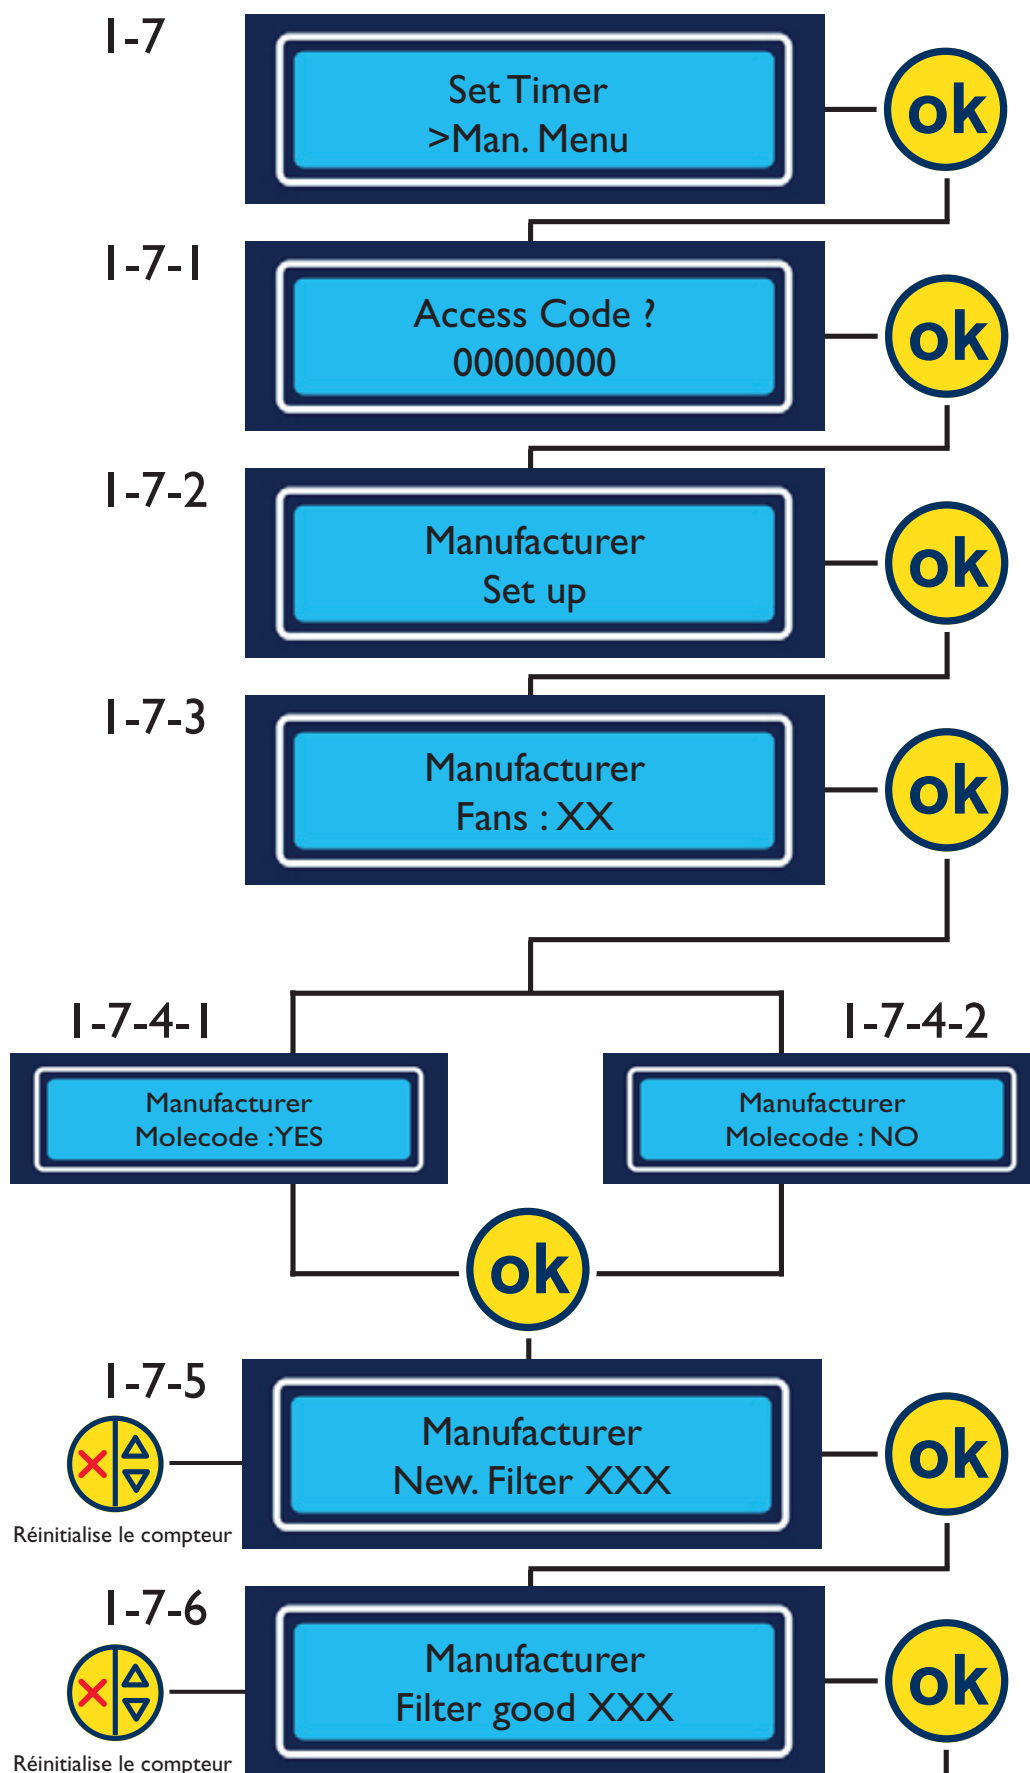 1-7
Set Timer
>Man. Menu
ok
1-7-1
Access Code ?
00000000
ok
1-7-2
Manufacturer
Set up
ok
1-7-3
Manufacturer
Fans : XX
ok
1-7-4-1
Manufacturer
Molecode :YES
1-7-4-2
Manufacturer
Molecode : NO
ok
1-7-5
Manufacturer
New. Filter XXX
ok
Réinitialise le compteur
1-7-6
Manufacturer
Filter good XXX
ok
Réinitialise le compteur